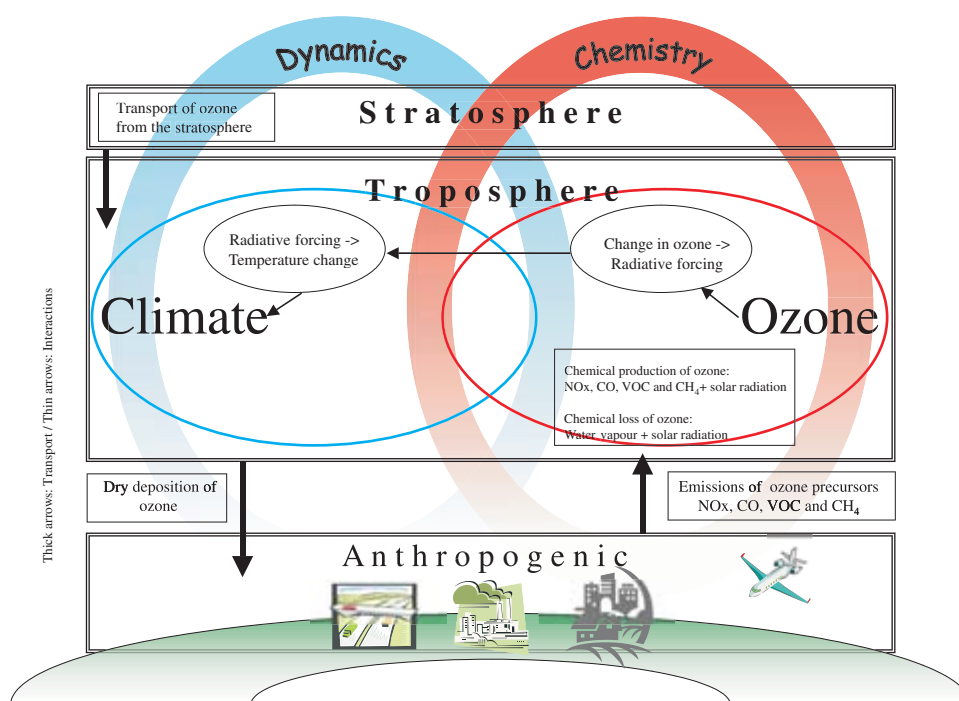 Dynamics
Chemistry
Transport of ozone
from the stratosphere
Stratosphere
Troposphere
Radiative forcing ->
Temperature change
Change in ozone ->
Radiative forcing
Climate
Ozone
Chemical production of ozone:
NOx, CO, VOC and CH₄+ solar radiation
Chemical loss of ozone:
Water vapour + solar radiation
Thick arrows: Transport / Thin arrows: Interactions
Dry deposition of
ozone
Emissions of ozone precursors
NOx, CO, VOC and CH₄
Anthropogenic